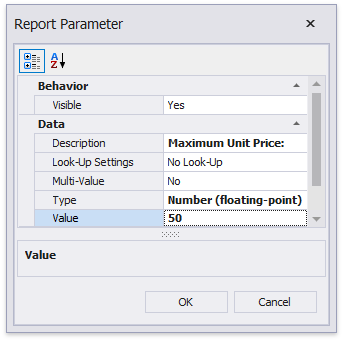 Report Parameter
Behavior
Visible Yes
Data
Description Maximum Unit Price:
Look-Up Settings No Look-Up
Multi-Value No
Type Number (floating-point)
Value 50
Value
OK Cancel